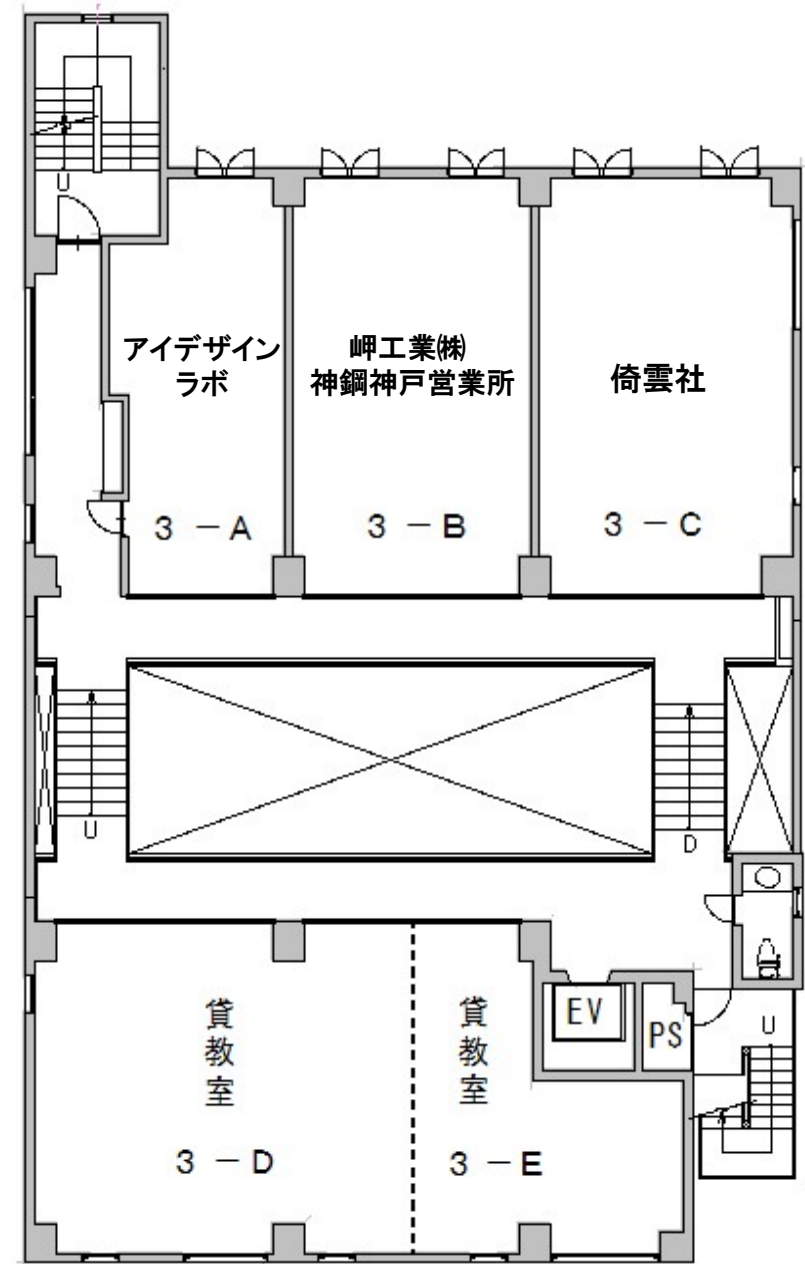 U
アイデザイン
ラボ
岬工業㈱
神鋼神戸営業所
倚雲社
3 －A
3 －B
3 －C
U
D
貸教室
貸教室
EV
PS
U
3 －D
3 －E